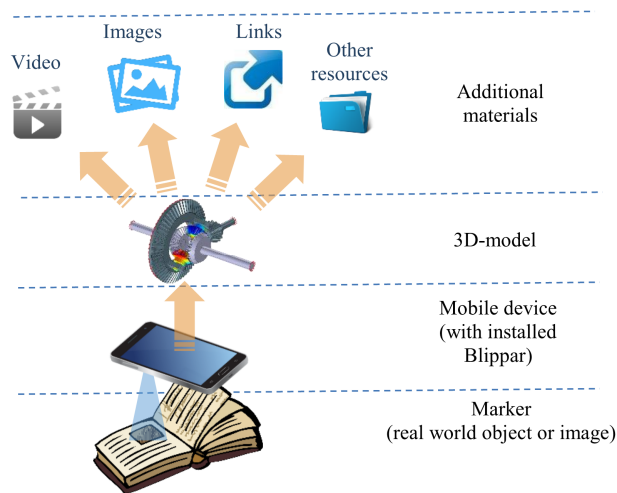 Images
Links
Video
Other
resources
Additional
materials
3D-model
Mobile device
(with installed
Blippar)
Marker
(real world object or image)